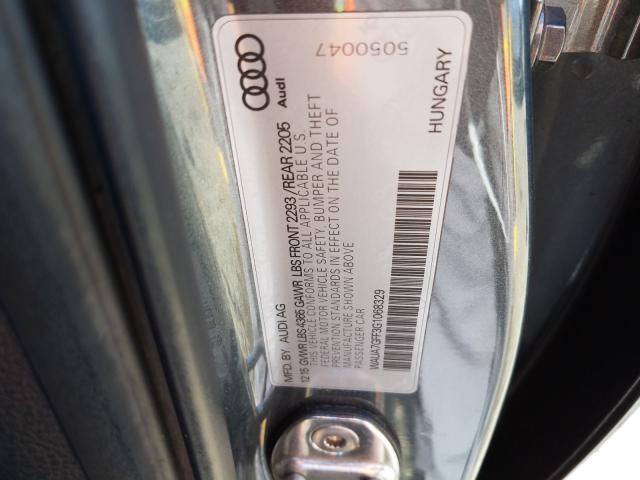 Audi
5050047
MFD. BY AUDI AG
12 15 GVWR LBS 4365 GAWR LBS FRONT 2293 /REAR 2205
THIS VEHICLE CONFORMS TO ALL APPLICABLE U.S.
FEDERAL MOTOR VEHICLE SAFETY, BUMPER AND THEFT
PREVENTION STANDARDS IN EFFECT ON THE DATE OF
MANUFACTURE SHOWN ABOVE
PASSENGER CAR
HUNGARY
WAUA7GFF3G1068329